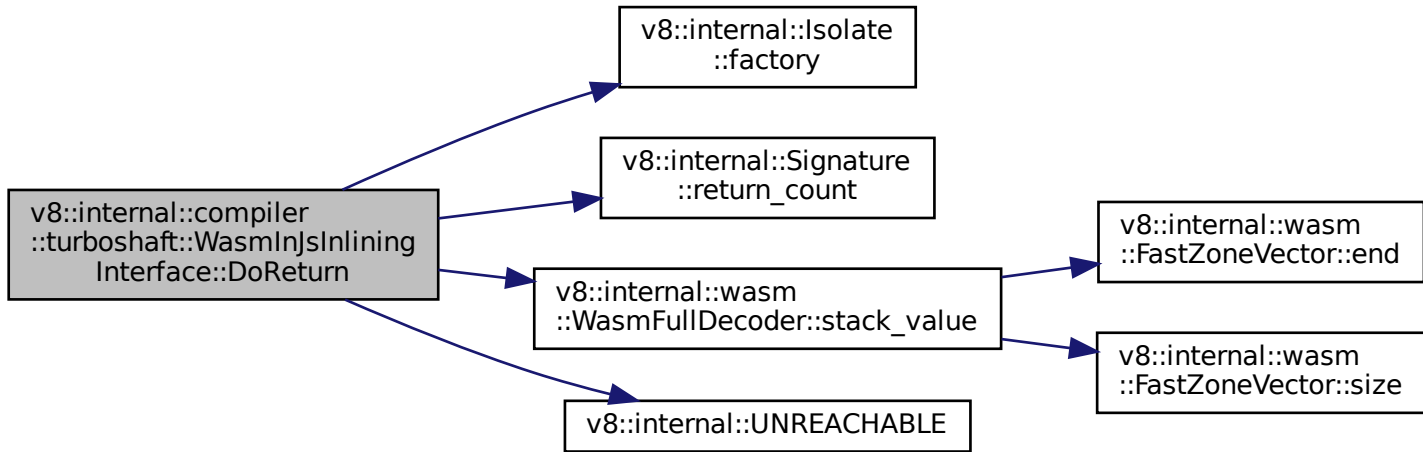 v8::internal::Isolate
::factory
v8::internal::Signature
::return_count
v8::internal::compiler
::turboshaft::WasmInJsInlining
Interface::DoReturn
v8::internal::wasm
::FastZoneVector::end
v8::internal::wasm
::WasmFullDecoder::stack_value
v8::internal::wasm
::FastZoneVector::size
v8::internal::UNREACHABLE